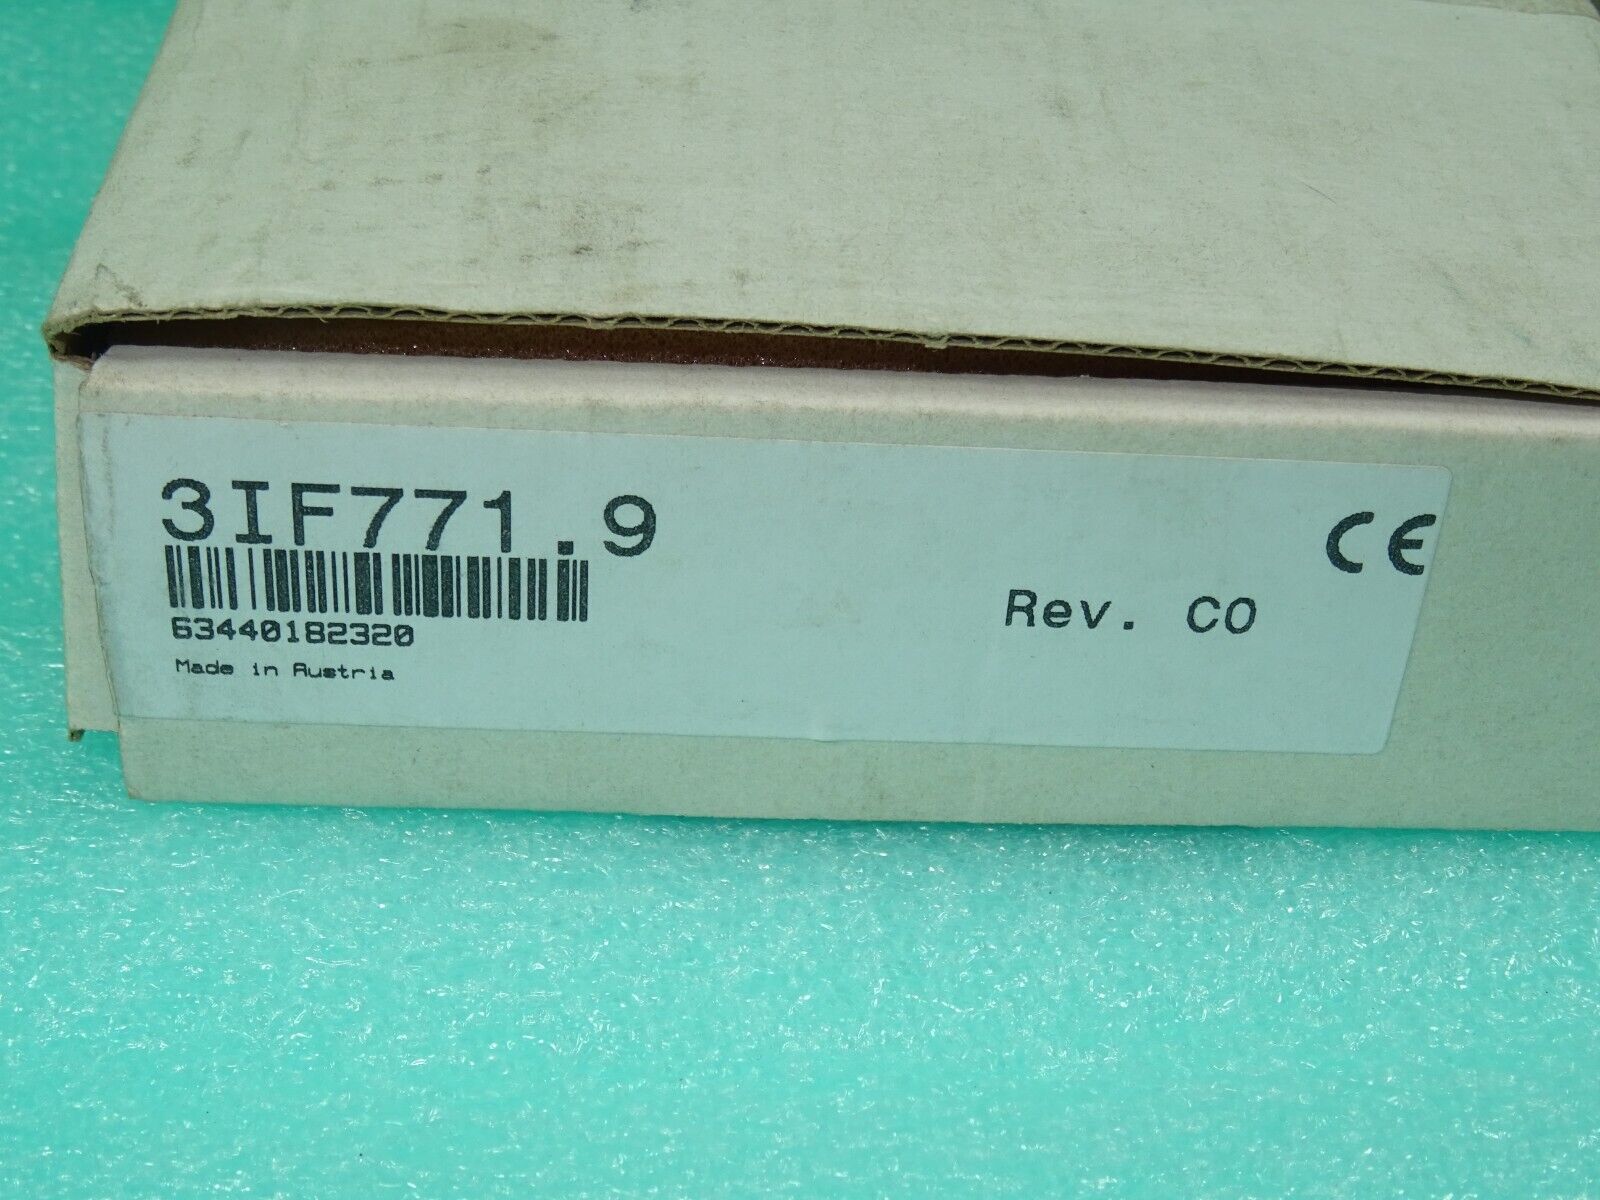 3IF771.9
CE
Rev. C0
63440182320
Made in Austria